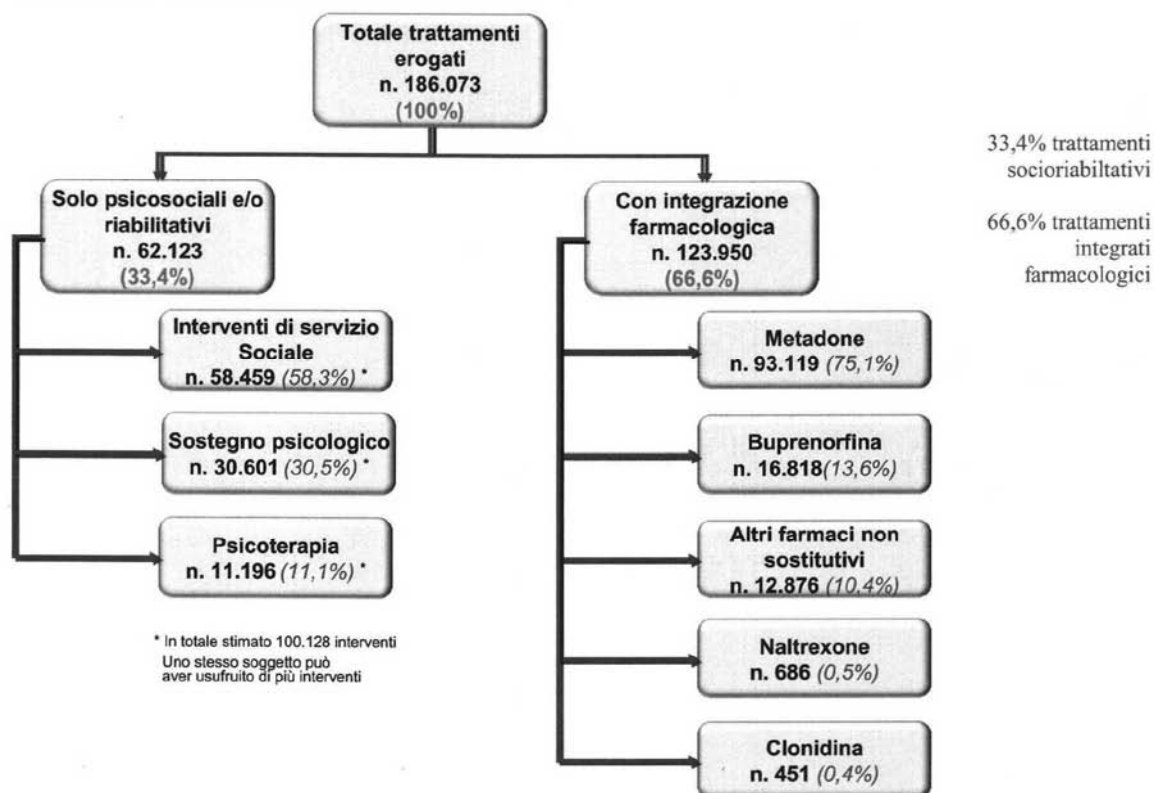 Totale trattamenti
erogati
n. 186.073
(100%)
33,4% trattamenti
socioriabiltativi
66,6% trattamenti
integrati
farmacologici
Solo psicosociali e/o
riabilitativi
n. 62.123
(33,4%)
Interventi di servizio
Sociale
n. 58.459 (58,3%) *
Sostegno psicologico
n. 30.601 (30,5%) *
Psicoterapia
n. 11.196 (11,1%) *
* In totale stimato 100.128 interventi
Uno stesso soggetto può
aver usufruito di più interventi
Con integrazione
farmacologica
n. 123.950
(66,6%)
Metadone
n. 93.119 (75,1%)
Buprenorfina
n. 16.818(13,6%)
Altri farmaci non
sostitutivi
n. 12.876 (10,4%)
Naltrexone
n. 686 (0,5%)
Clonidina
n. 451 (0,4%)